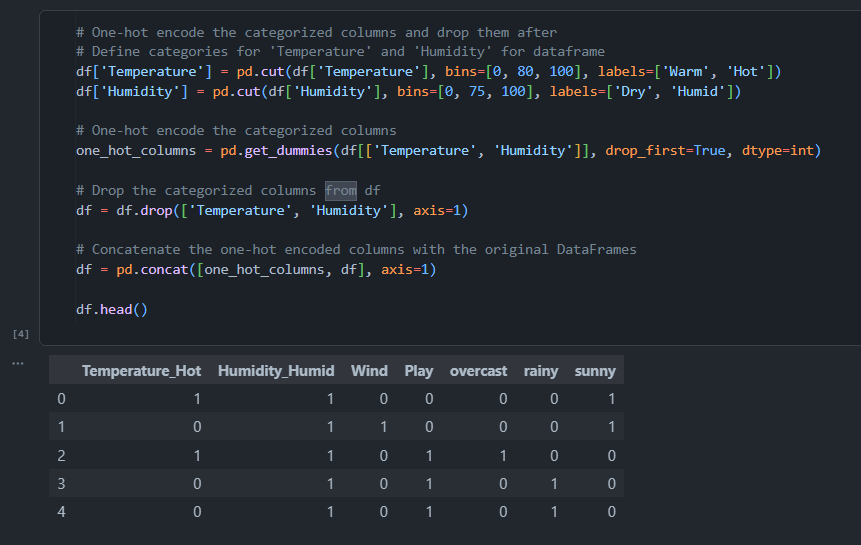 # One-hot encode the categorized columns and drop them after
# Define categories for 'Temperature' and 'Humidity' for dataframe
df['Temperature'] = pd.cut(df['Temperature'], bins=[0, 80, 100], labels=['Warm', 'Hot'])
df['Humidity'] = pd.cut(df['Humidity'], bins=[0, 75, 100], labels=['Dry', 'Humid'])
# One-hot encode the categorized columns
one_hot_columns = pd.get_dummies(df[['Temperature', 'Humidity']], drop_first=True, dtype=int)
# Drop the categorized columns from df
df = df.drop(['Temperature', 'Humidity'], axis=1)
# Concatenate the one-hot encoded columns with the original DataFrames
df = pd.concat([one_hot_columns, df], axis=1)
df.head()
[4]
...
Temperature_Hot Humidity_Humid Wind Play overcast rainy sunny
0 1 1 0 0 0 0 1
1 0 1 1 0 0 0 1
2 1 1 0 1 1 0 0
3 0 1 0 1 0 1 0
4 0 1 0 1 0 1 0